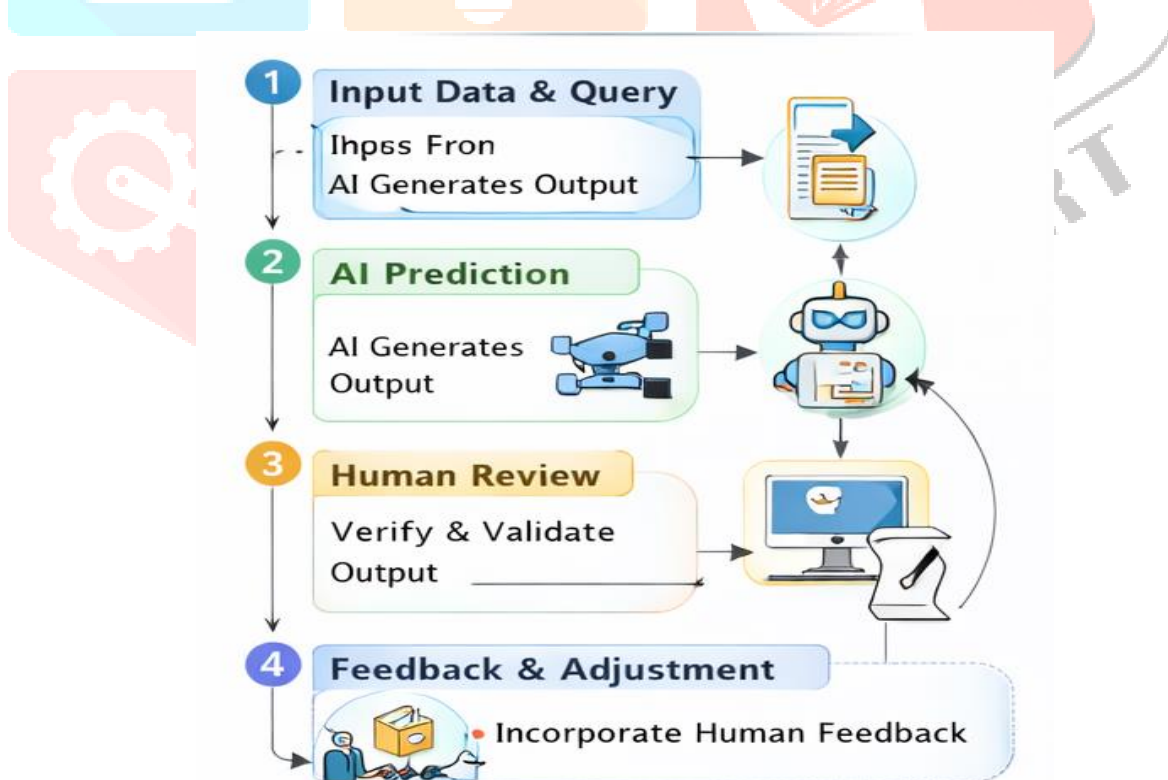 1
Input Data & Query
Ihpss Fron
AI Generates Output
2
AI Prediction
AI Generates
Output
3
Human Review
Verify & Validate
Output
4
Feedback & Adjustment
• Incorporate Human Feedback
RT